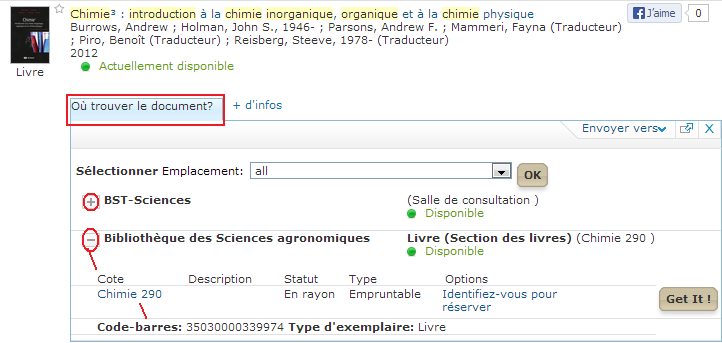 Chimie³ : introduction à la chimie inorganique, organique et à la chimie physique
J'aime 0
Burrows, Andrew ; Holman, John S., 1946- ; Parsons, Andrew F. ; Mammeri, Fayna (Traducteur)
; Piro, Benoît (Traducteur) ; Reisberg, Steeve, 1978- (Traducteur)
2012
Livre
Actuellement disponible
Où trouver le document? + d'infos
Envoyer vers X
Sélectionner Emplacement: all OK
BST-Sciences (Salle de consultation )
Disponible
Bibliothèque des Sciences agronomiques Livre (Section des livres) (Chimie 290 )
Disponible
Cote Description Statut Type Options
Chimie 290 En rayon Empruntable Identifiez-vous pour
réserver
Get It !
Code-barres: 35030000339974 Type d'exemplaire: Livre